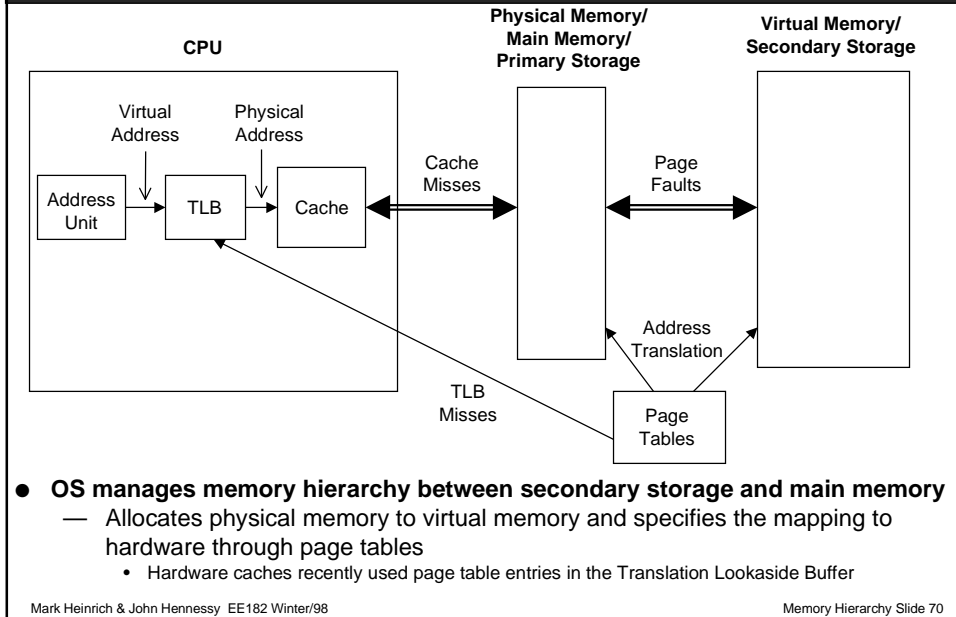 CPU
Physical Memory/
Main Memory/
Primary Storage
Virtual Memory/
Secondary Storage
Virtual
Address
Physical
Address
Address
Unit
TLB
Cache
Cache
Misses
Page
Faults
Address
Translation
TLB
Misses
Page
Tables
● OS manages memory hierarchy between secondary storage and main memory
— Allocates physical memory to virtual memory and specifies the mapping to
hardware through page tables
• Hardware caches recently used page table entries in the Translation Lookaside Buffer
Mark Heinrich & John Hennessy EE182 Winter/98
Memory Hierarchy Slide 70